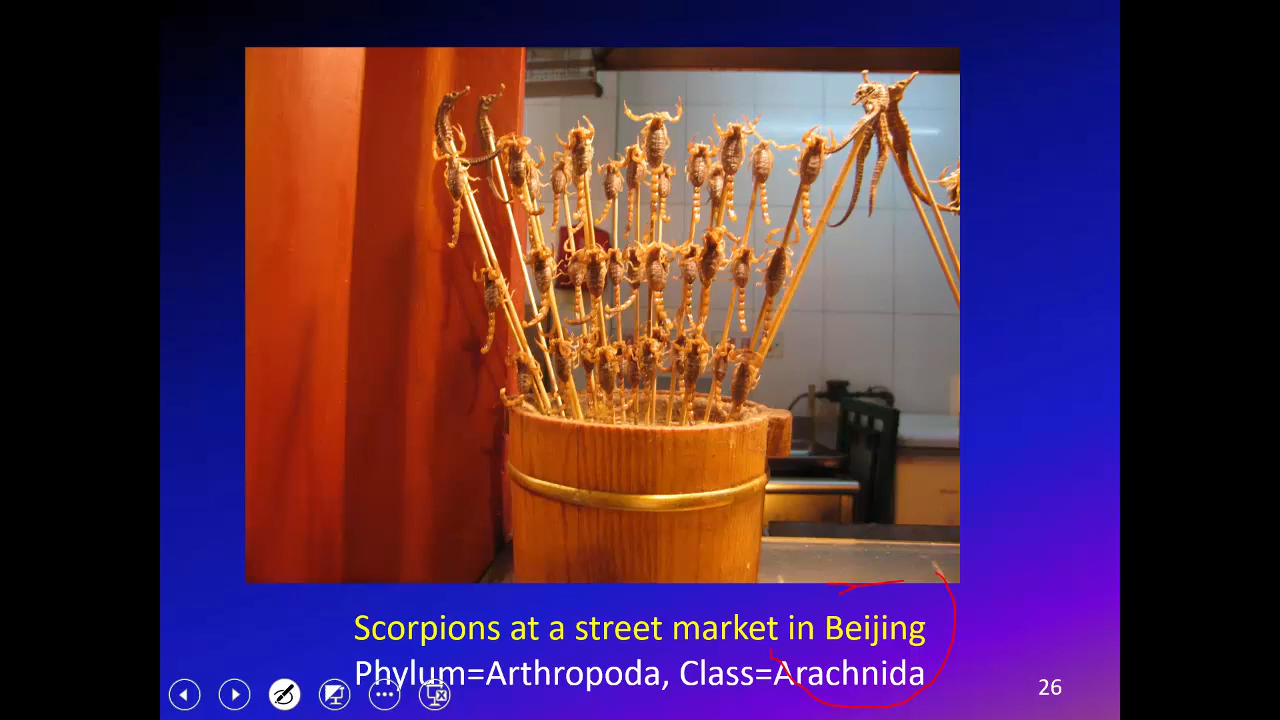 Scorpions at a street market in Beijing
Phylum=Arthropoda, Class=Arachnida
26